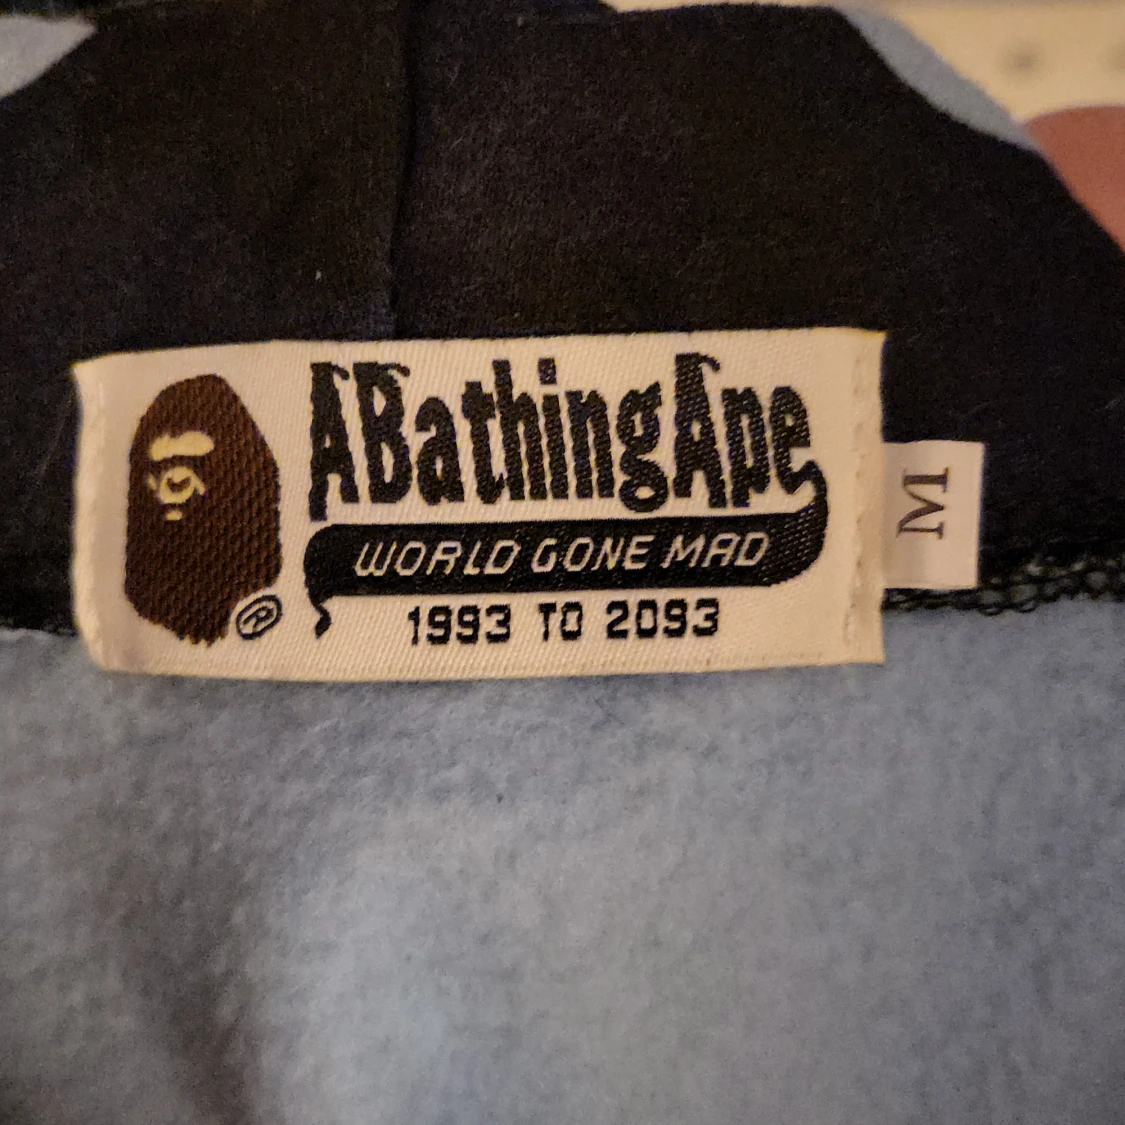 ABathingApe
WORLD GONE MAD
1993 TO 2093
®
M